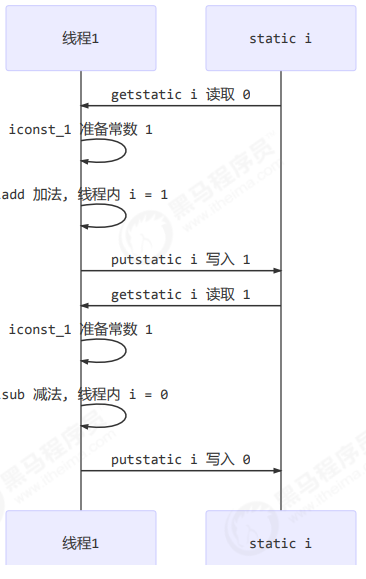 线程1
static i
getstatic i 读取 0
iconst_1 准备常数 1
add 加法, 线程内 i = 1
putstatic i 写入 1
getstatic i 读取 1
iconst_1 准备常数 1
sub 减法, 线程内 i = 0
putstatic i 写入 0
线程1
static i
黑马程序员
www.itheima.com
黑马程序员
www.itheima.com